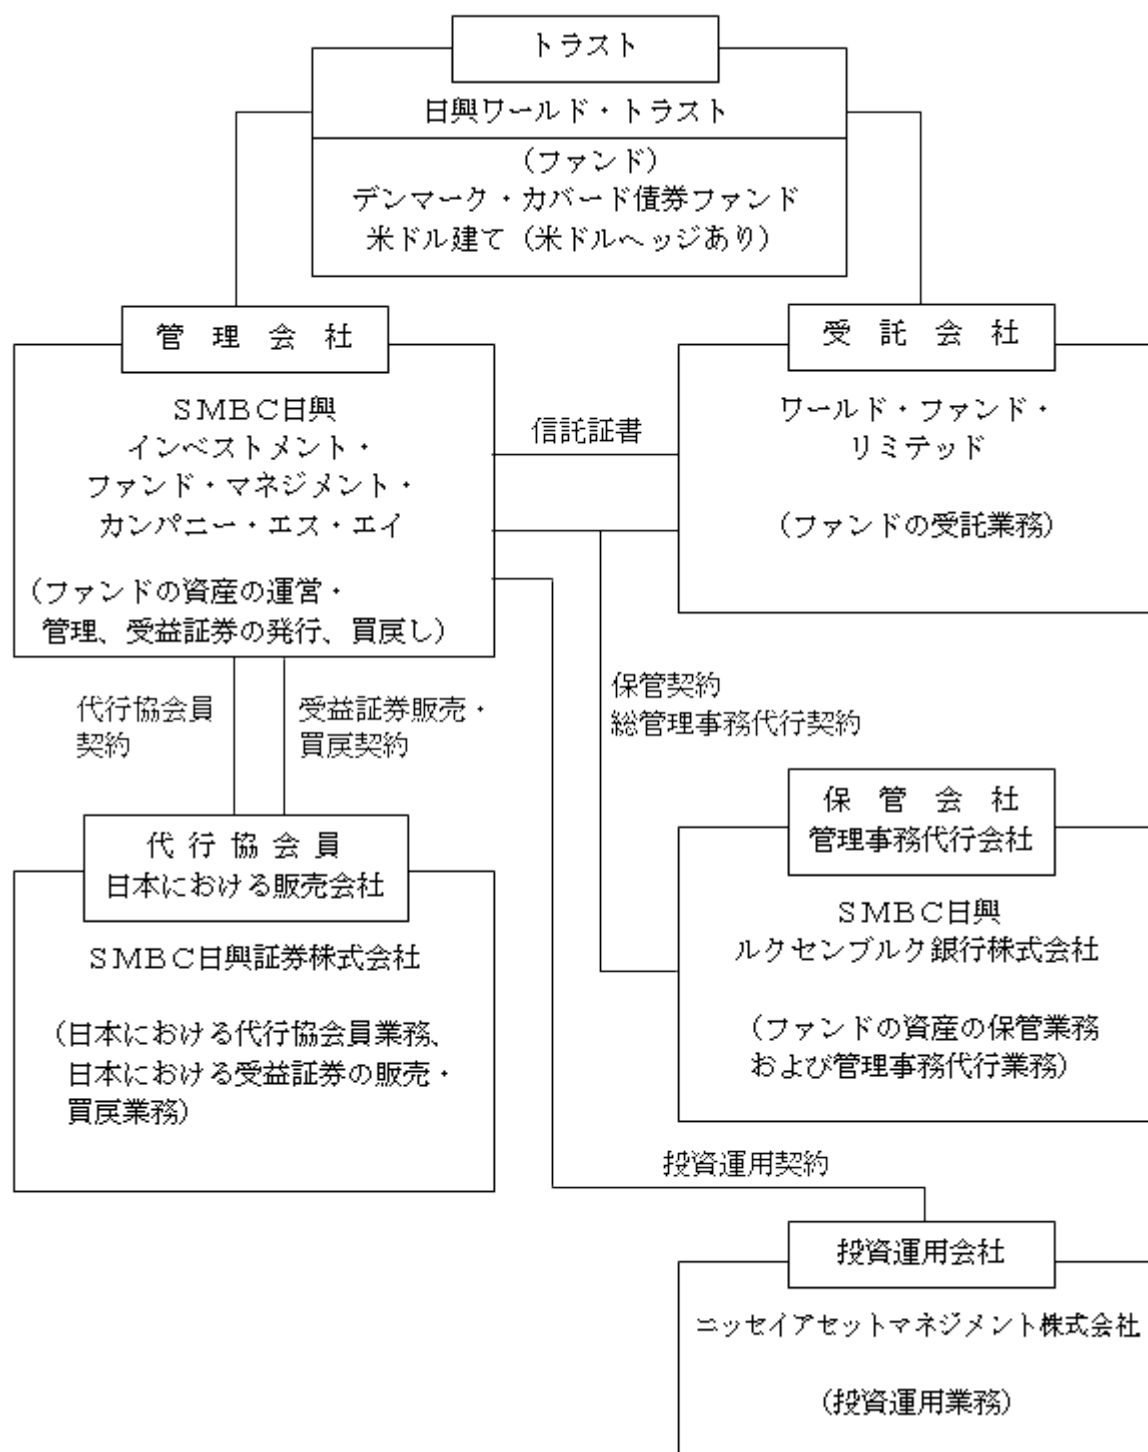 トラスト
日興ワールド・トラスト
(ファンド)
デンマーク・カバード債券ファンド
米ドル建て(米ドルヘッジあり)
管理会社
SMBC日興
インベストメント・
ファンド・マネジメント・
カンパニー・エス・エイ
(ファンドの資産の運営・
管理、受益証券の発行、買戻し)
信託証書
受託会社
ワールド・ファンド・
リミテッド
(ファンドの受託業務)
代行協会員
契約
受益証券販売・
買戻契約
保管契約
総管理事務代行契約
代行協会員
日本における販売会社
SMBC日興証券株式会社
(日本における代行協会員業務、
日本における受益証券の販売・
買戻業務)
保管会社
管理事務代行会社
SMBC日興
ルクセンブルク銀行株式会社
(ファンドの資産の保管業務
および管理事務代行業務)
投資運用契約
投資運用会社
ニッセイアセットマネジメント株式会社
(投資運用業務)